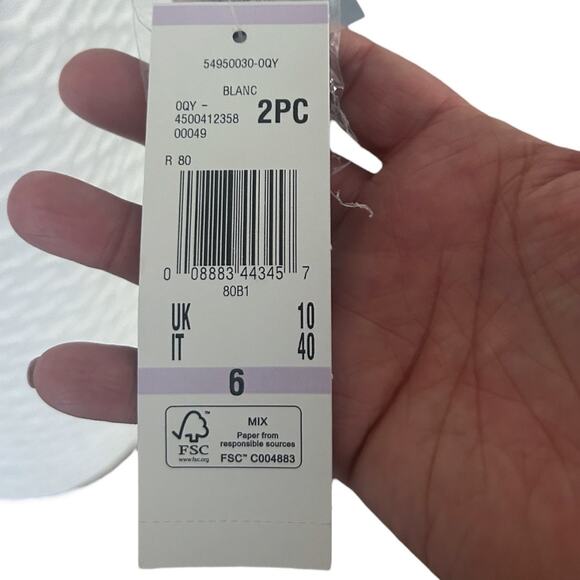 54950030-0QY
BLANC
0QY -
4500412358
00049
2PC
R 80
0 08883 44345 7
80B1
UK 10
IT 40
6
FSC
www.fsc.org
MIX
Paper from
responsible sources
FSC™ C004883